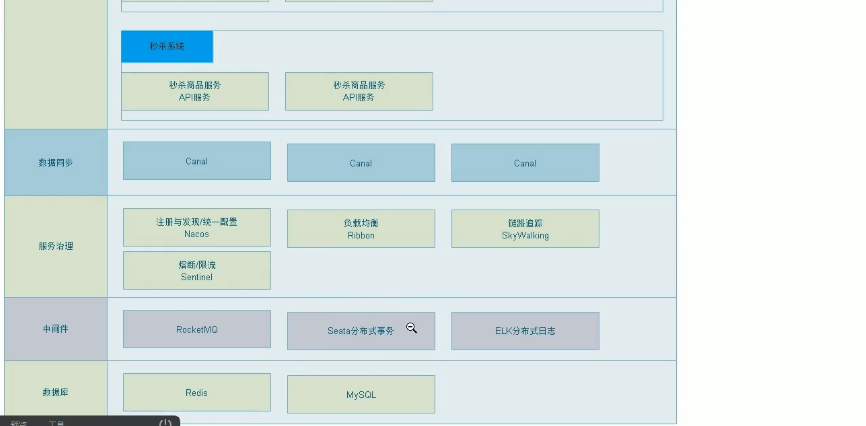 秒杀系统
秒杀商品服务
API服务
秒杀商品服务
API服务
数据同步
Canal
Canal
Canal
服务治理
注册与发现/统一配置
Nacos
负载均衡
Ribbon
链路追踪
SkyWalking
熔断/限流
Sentinel
中间件
RocketMQ
Seata分布式事务
ELK分布式日志
数据库
Redis
MySQL
工具